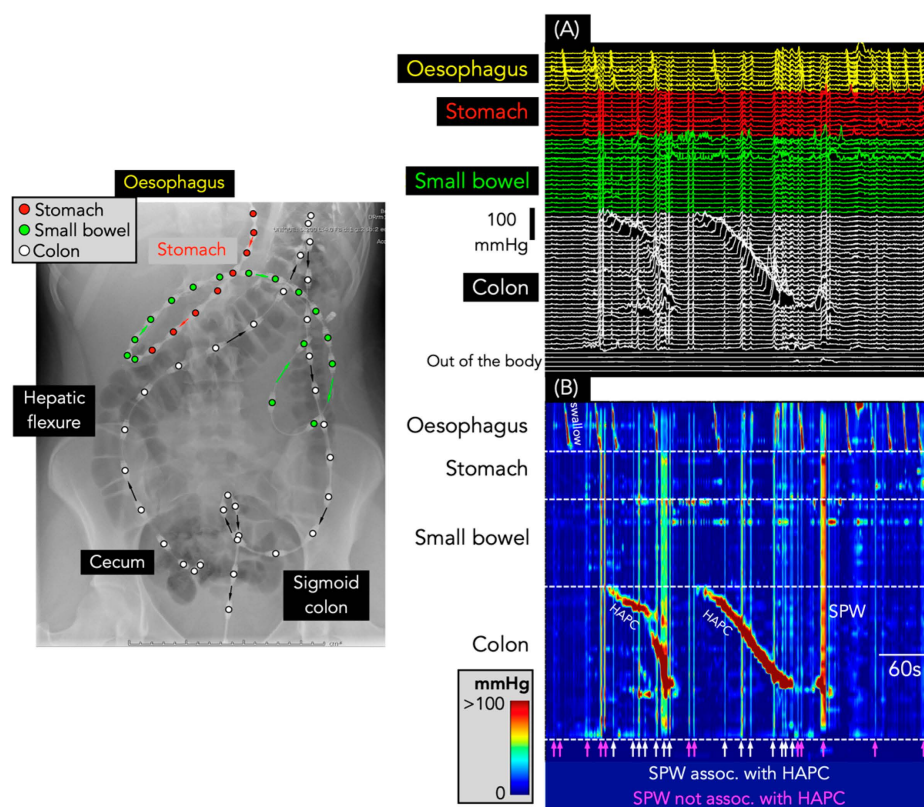 Oesophagus
Stomach
Small bowel
Colon
Stomach
Hepatic
flexure
Cecum
Sigmoid
colon
(A)
Oesophagus
Stomach
Small bowel
100
mmHg
Colon
Out of the body
(B)
swallow
Oesophagus
Stomach
Small bowel
HAPC
HAPC
SPW
Colon
60s
mmHg
>100
0
SPW assoc. with HAPC
SPW not assoc. with HAPC